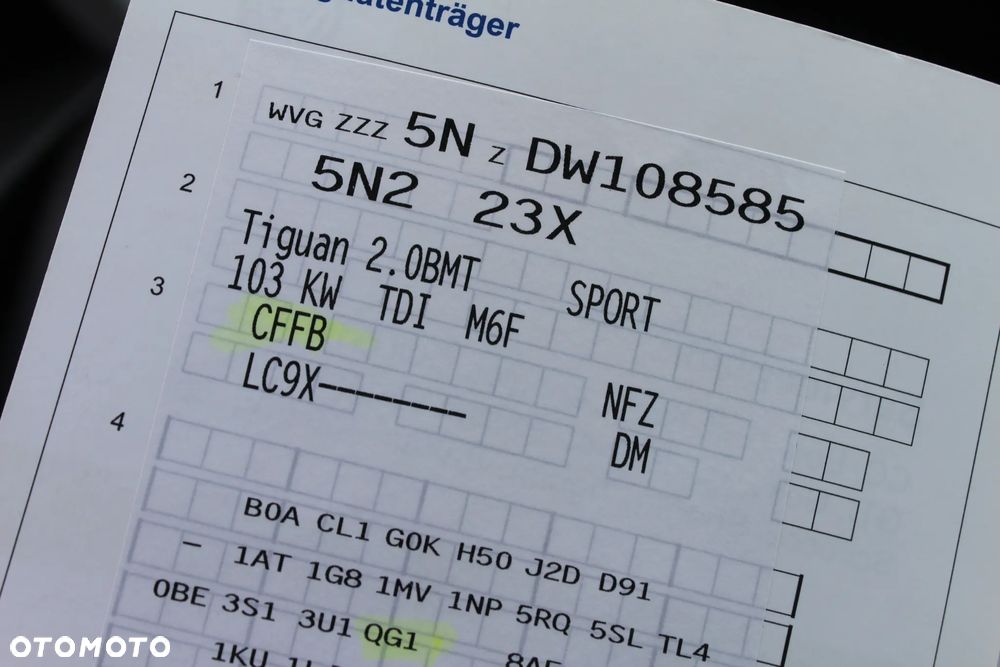 tenträger
1 WVG ZZZ 5N Z DW108585
2 5N2 23X
Tiguan 2.0BMT SPORT
3 103 KW TDI M6F
CFFB NFZ
LC9X--------- DM
4
B0A CL1 G0K H50 J2D D91
– 1AT 1G8 1MV 1NP 5RQ 5SL TL4
0BE 3S1 3U1 QG1
1KU 8AE
OTOMOTO